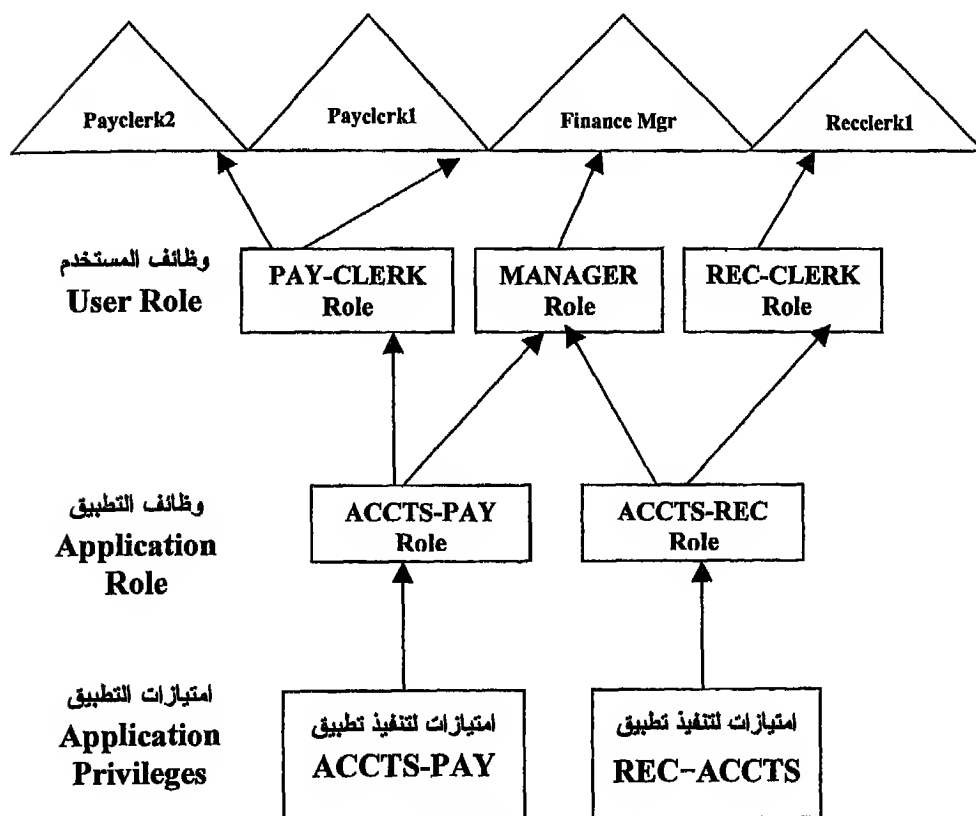 Payclerk2
Payclcrk1
Finance Mgr
Recclerk1
وظائف المستخدم
User Role
PAY-CLERK
Role
MANAGER
Role
REC-CLERK
Role
وظائف التطبيق
Application
Role
ACCTS-PAY
Role
ACCTS-REC
Role
امتيازات التطبيق
Application
Privileges
امتيازات لتنفيذ تطبيق
ACCTS-PAY
امتيازات لتنفيذ تطبيق
REC-ACCTS